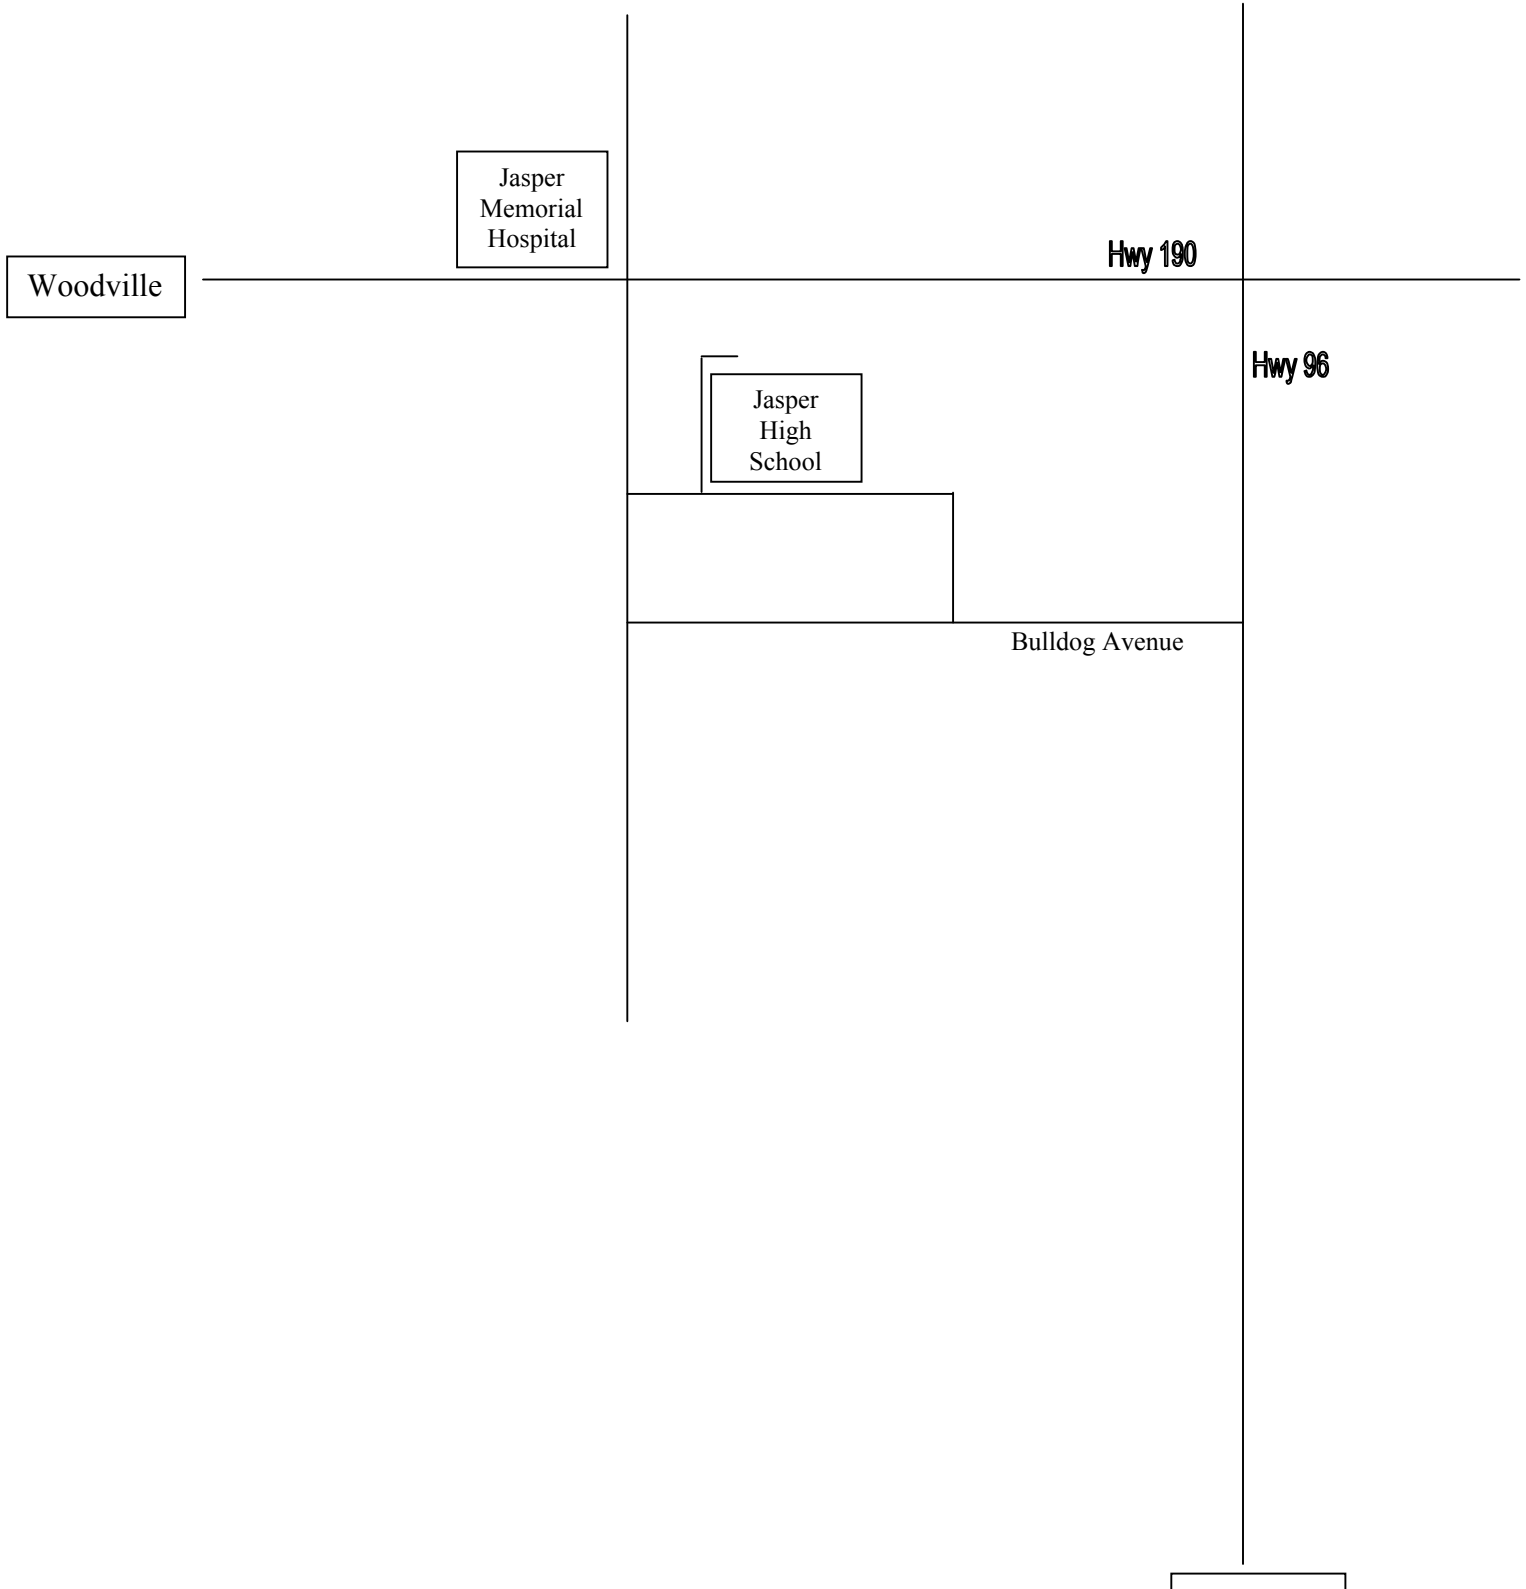 Jasper
Memorial
Hospital
Hwy 190
Woodville
Hwy 96
Jasper
High
School
Bulldog Avenue